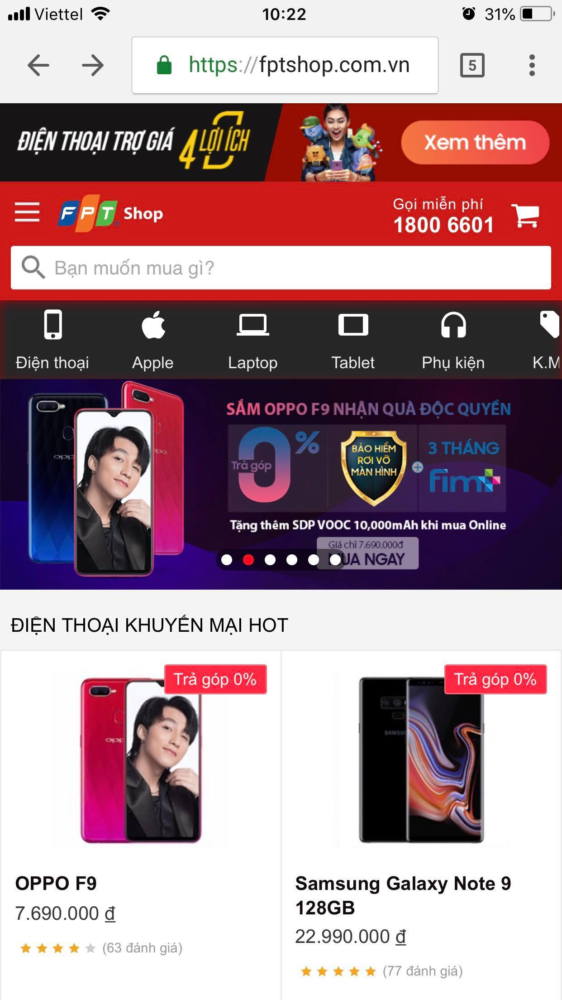 Viettel 10:22 31%
https://fptshop.com.vn 5
ĐIỆN THOẠI TRỢ GIÁ 4 LỢI ÍCH Xem thêm
FPT Shop
Gọi miễn phí
1800 6601
Bạn muốn mua gì?
Điện thoại Apple Laptop Tablet Phụ kiện K.M
SẮM OPPO F9 NHẬN QUÀ ĐỘC QUYỀN
Trả góp 0%
BẢO HIỂM
RƠI VỠ
MÀN HÌNH
+
3 THÁNG
fim+
Tặng thêm SDP VOOC 10,000mAh khi mua Online
Giá chỉ 7.690.000đ
MUA NGAY
oppo
ĐIỆN THOẠI KHUYẾN MẠI HOT
Trả góp 0%
oppo
OPPO F9
7.690.000 ₫
(63 đánh giá)
Trả góp 0%
SAMSU
Samsung Galaxy Note 9
128GB
22.990.000 ₫
(77 đánh giá)